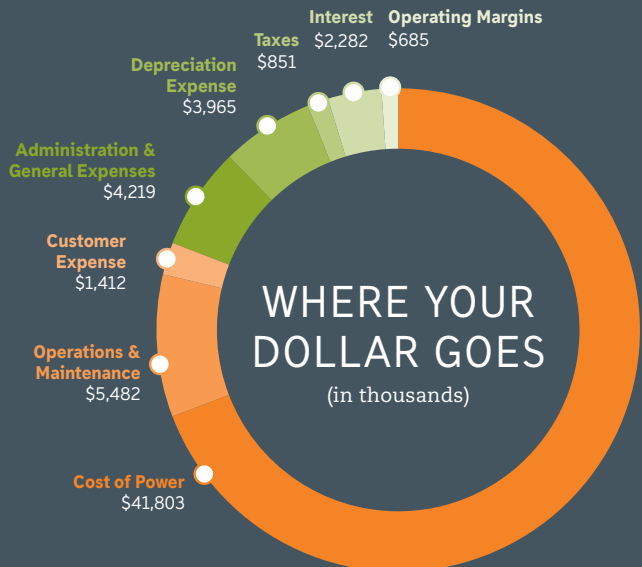 Interest
$2,282
Operating Margins
$685
Taxes
$851
Depreciation
Expense
$3,965
Administration &
General Expenses
$4,219
Customer
Expense
$1,412
Operations &
Maintenance
$5,482
Cost of Power
$41,803
WHERE YOUR
DOLLAR GOES
(in thousands)